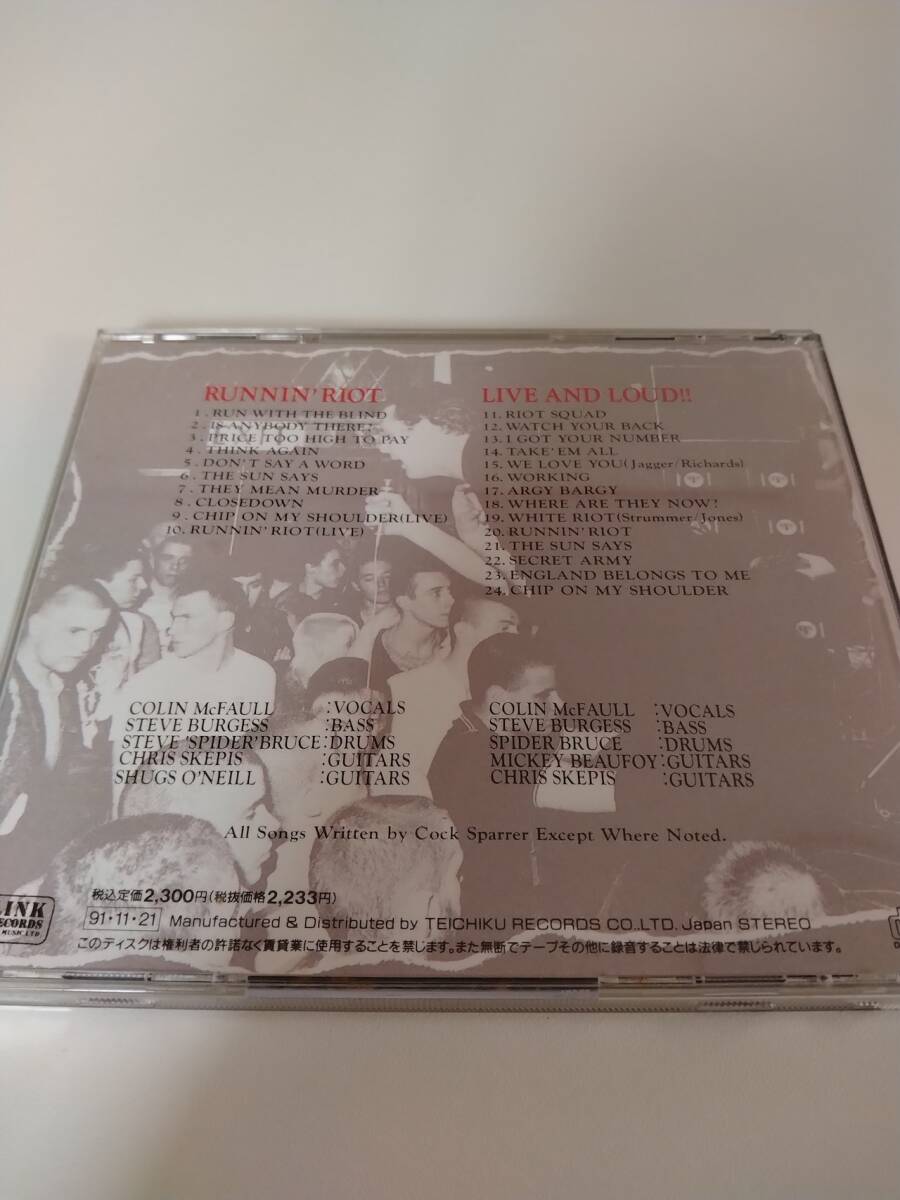 RUNNIN' RIOT
1. RUN WITH THE BLIND
2. IS ANYBODY THERE?
3. PRICE TOO HIGH TO PAY
4. THINK AGAIN
5. DON'T SAY A WORD
6. THE SUN SAYS
7. THEY MEAN MURDER
8. CLOSEDOWN
9. CHIP ON MY SHOULDER(LIVE)
10. RUNNIN' RIOT(LIVE)
LIVE AND LOUD!!
11. RIOT SQUAD
12. WATCH YOUR BACK
13. I GOT YOUR NUMBER
14. TAKE'EM ALL
15. WE LOVE YOU(Jagger/Richards)
16. WORKING
17. ARGY BARGY
18. WHERE ARE THEY NOW?
19. WHITE RIOT(Strummer/Jones)
20. RUNNIN' RIOT
21. THE SUN SAYS
22. SECRET ARMY
23. ENGLAND BELONGS TO ME
24. CHIP ON MY SHOULDER
COLIN McFAULL :VOCALS
STEVE BURGESS :BASS
STEVE 'SPIDER' BRUCE :DRUMS
CHRIS SKEPIS :GUITARS
SHUGS O'NEILL :GUITARS
COLIN McFAULL :VOCALS
STEVE BURGESS :BASS
SPIDER BRUCE :DRUMS
MICKEY BEAUFOY :GUITARS
CHRIS SKEPIS :GUITARS
All Songs Written by Cock Sparrer Except Where Noted.
LINK
RECORDS
MUSIC LTD.
税込定価2,300円(税抜価格2,233円)
91・11・21 Manufactured & Distributed by TEICHIKU RECORDS CO.,LTD. Japan STEREO
このディスクは権利者の許諾なく賃貸業に使用することを禁じます。また無断でテープその他に録音することは法律で禁じられています。